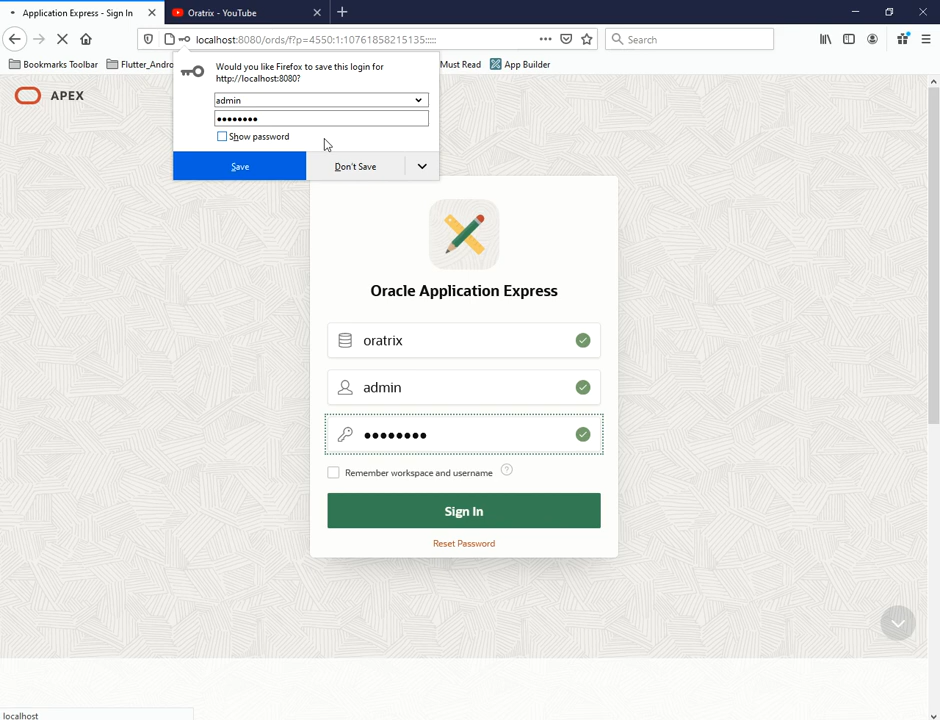 Application Express - Sign In
Oratrix - YouTube
localhost:8080/ords/f?p=4550:1:10761858215135:::::
Search
Bookmarks Toolbar
Flutter_Andro
Must Read
App Builder
APEX
Would you like Firefox to save this login for
http://localhost:8080?
admin
••••••••
Show password
Save
Don't Save
Oracle Application Express
oratrix
admin
••••••••
Remember workspace and username
?
Sign In
Reset Password
localhost